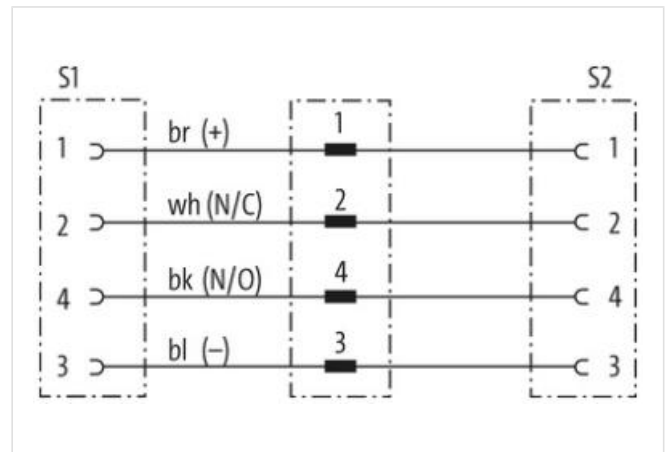 S1 S2
1 br (+) 1 1
2 wh (N/C) 2 2
4 bk (N/O) 4 4
3 bl (–) 3 3